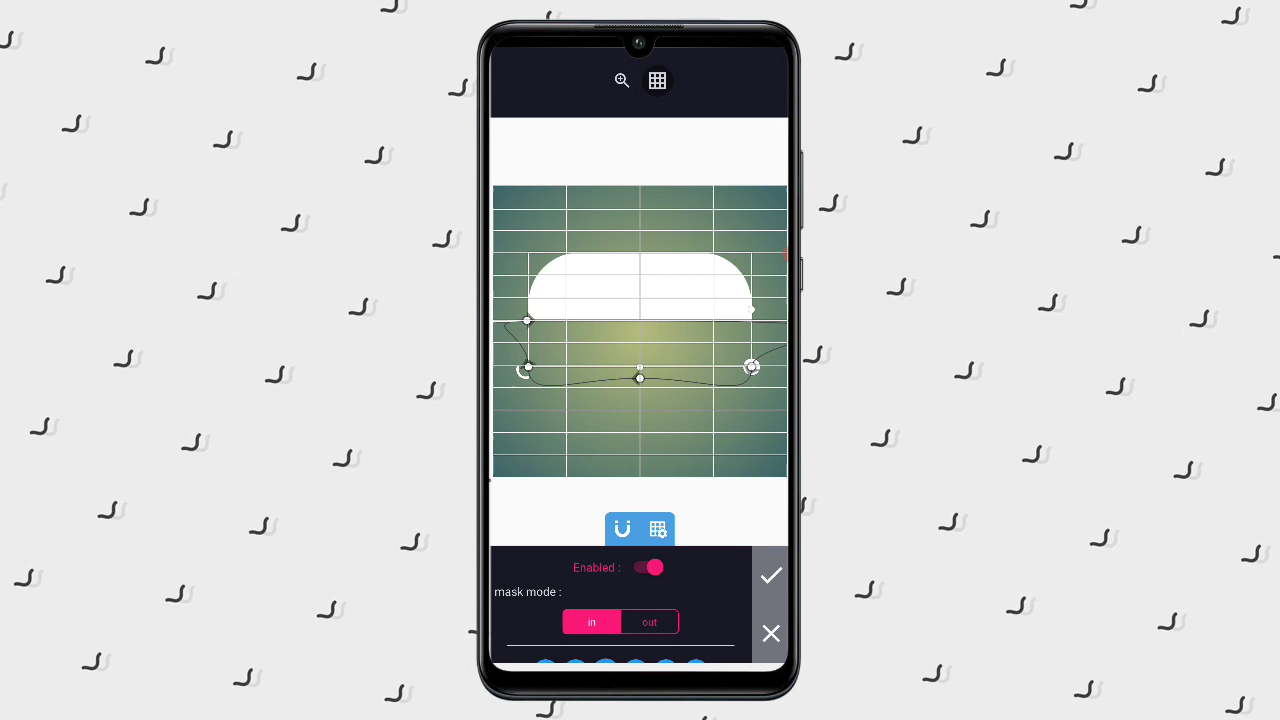 Enabled :
mask mode :
in
out